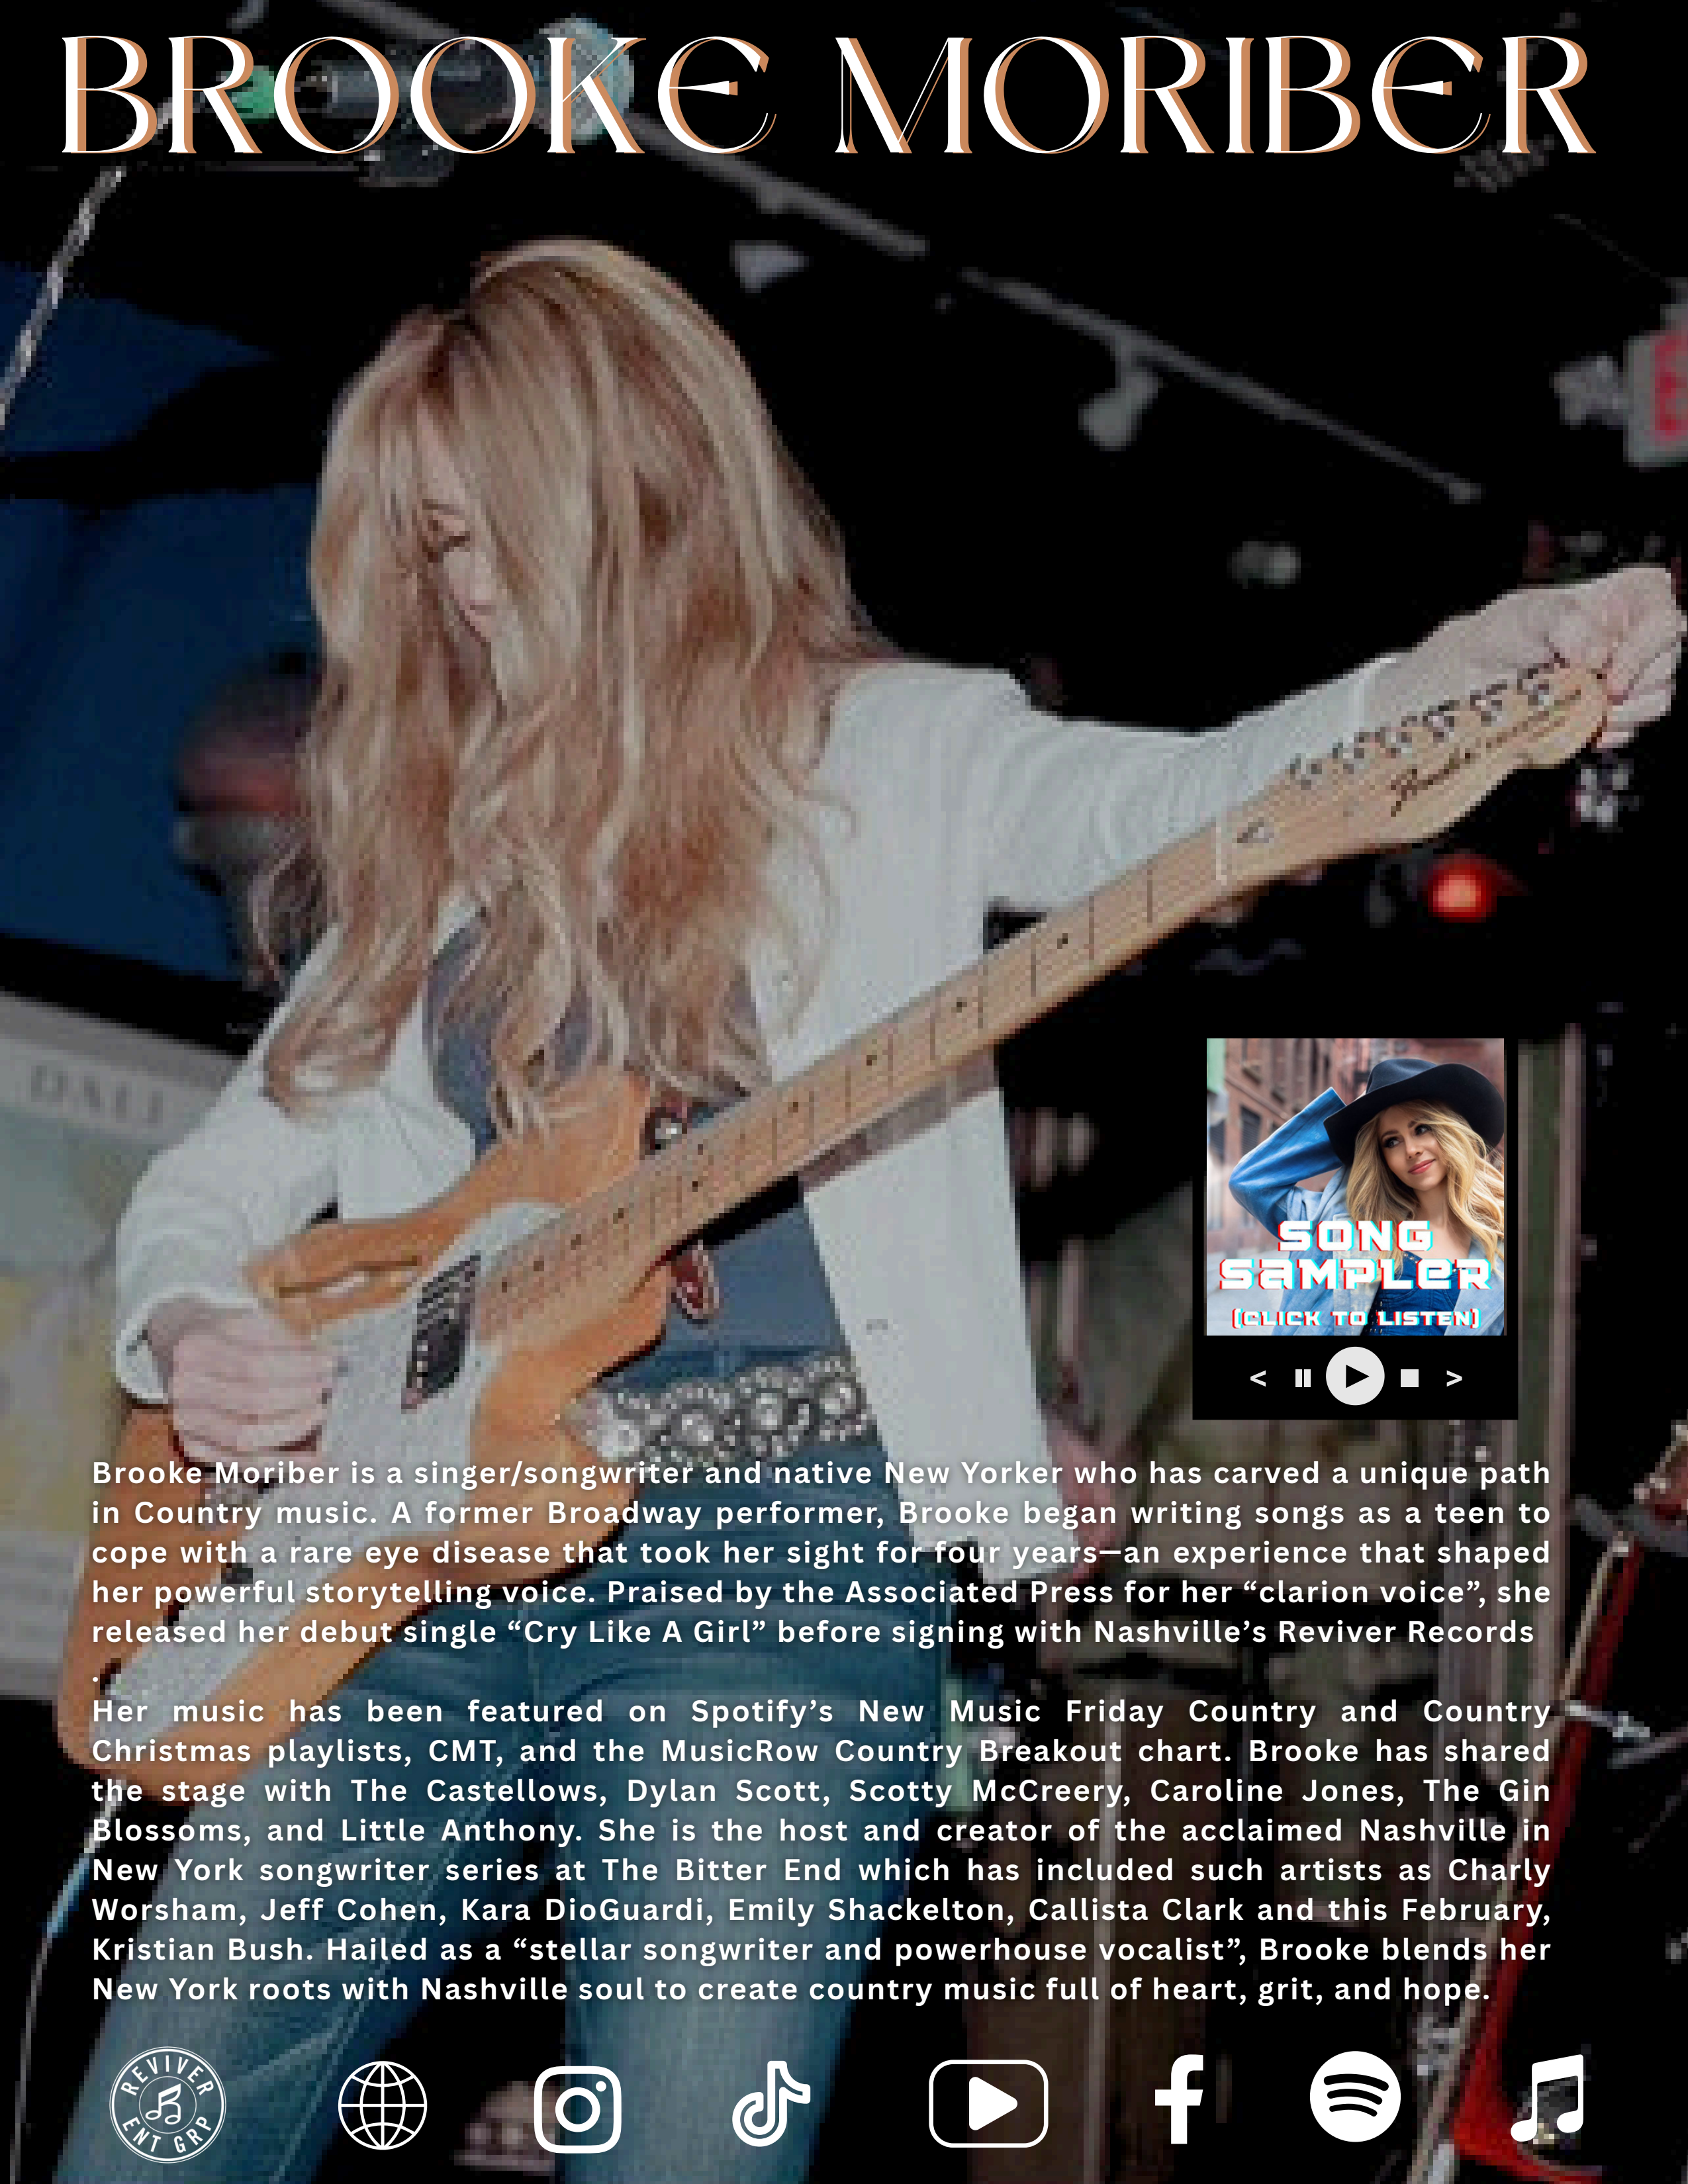 BROOKE MORIBER
SONG
SAMPLER
(CLICK TO LISTEN)
Brooke Moriber is a singer/songwriter and native New Yorker who has carved a unique path
in Country music. A former Broadway performer, Brooke began writing songs as a teen to
cope with a rare eye disease that took her sight for four years—an experience that shaped
her powerful storytelling voice. Praised by the Associated Press for her “clarion voice”, she
released her debut single “Cry Like A Girl” before signing with Nashville’s Reviver Records
.
Her music has been featured on Spotify’s New Music Friday Country and Country
Christmas playlists, CMT, and the MusicRow Country Breakout chart. Brooke has shared
the stage with The Castellows, Dylan Scott, Scotty McCreery, Caroline Jones, The Gin
Blossoms, and Little Anthony. She is the host and creator of the acclaimed Nashville in
New York songwriter series at The Bitter End which has included such artists as Charly
Worsham, Jeff Cohen, Kara DioGuardi, Emily Shackelton, Callista Clark and this February,
Kristian Bush. Hailed as a “stellar songwriter and powerhouse vocalist”, Brooke blends her
New York roots with Nashville soul to create country music full of heart, grit, and hope.
REVIVER
ENT GRP